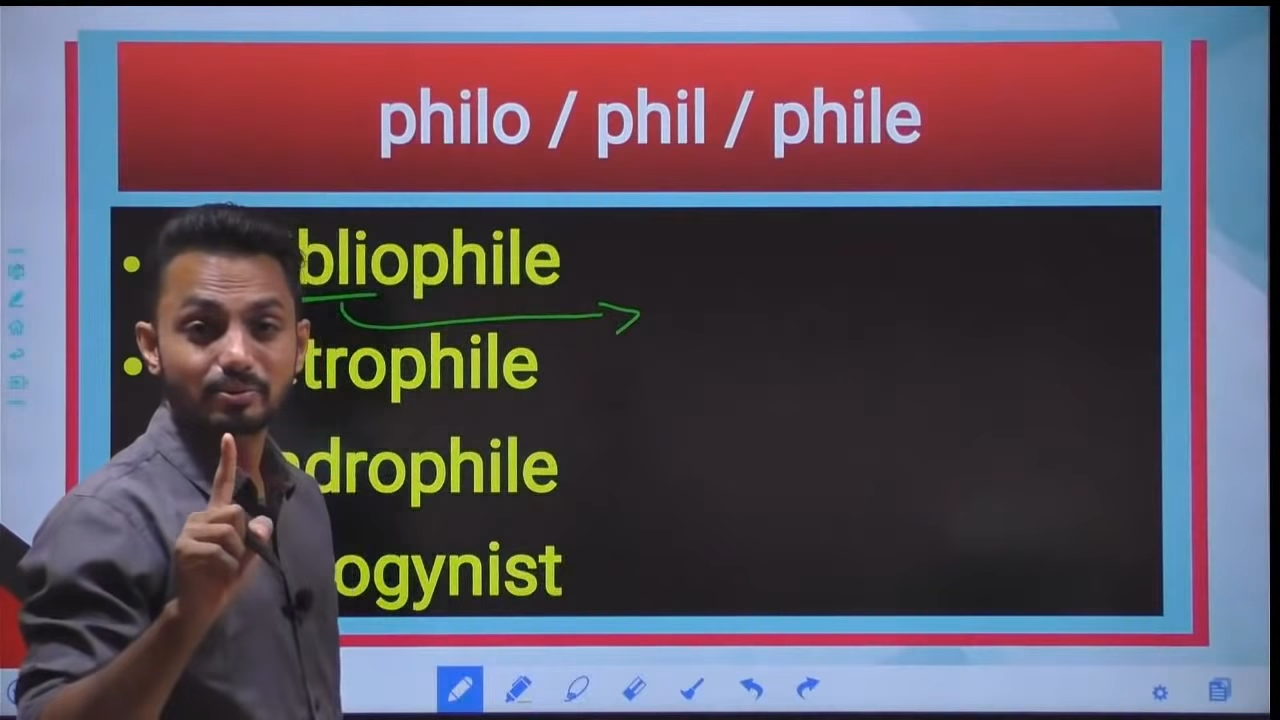 philo / phil / phile
• bliophile
• trophile
drophile
ogynist